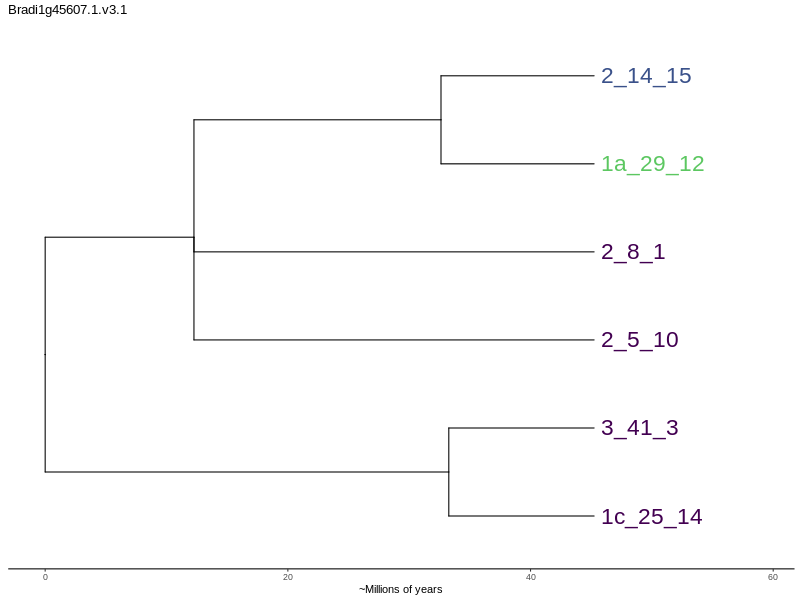 Bradi1g45607.1.v3.1
2_14_15
1a_29_12
2_8_1
2_5_10
3_41_3
1c_25_14
0 20 40 60
~Millions of years